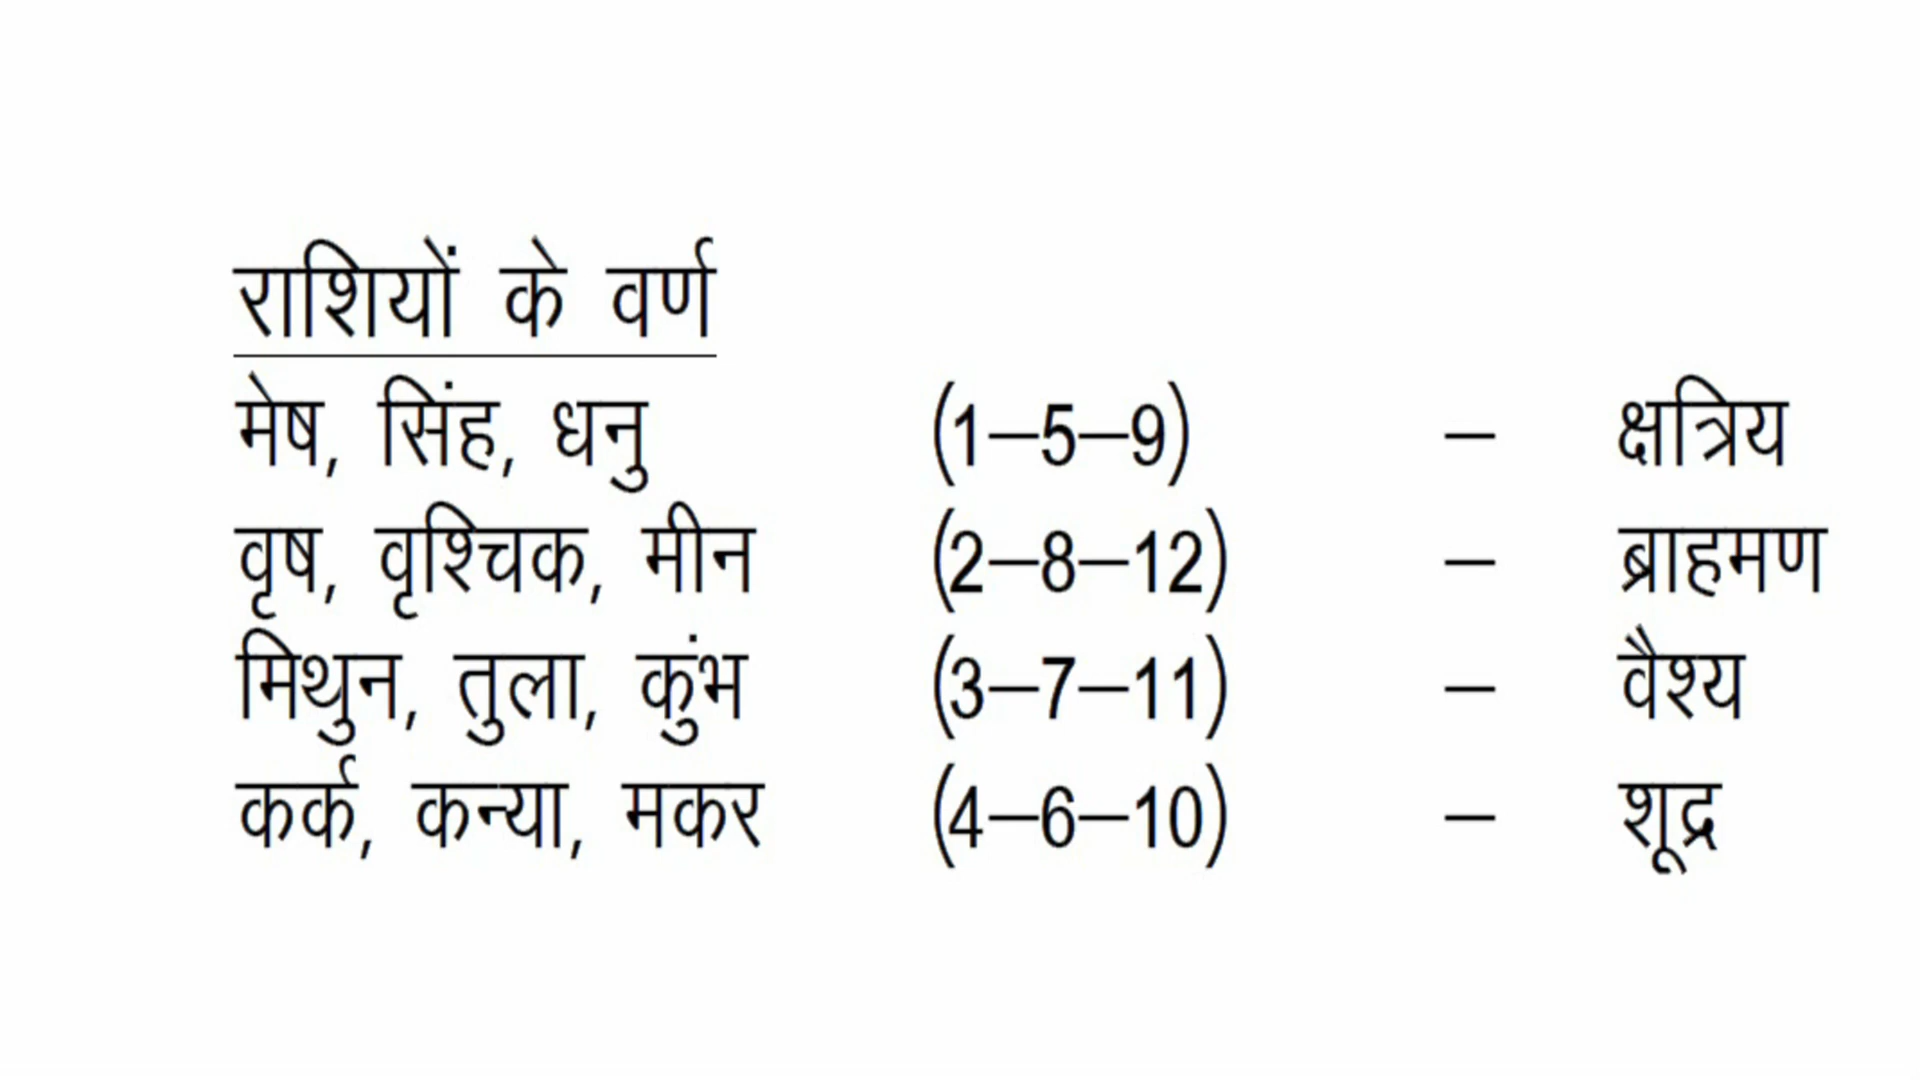 राशियों के वर्ण
मेष, सिंह, धनु (1–5–9) – क्षत्रिय
वृष, वृश्चिक, मीन (2–8–12) – ब्राहमण
मिथुन, तुला, कुंभ (3–7–11) – वैश्य
कर्क, कन्या, मकर (4–6–10) – शूद्र